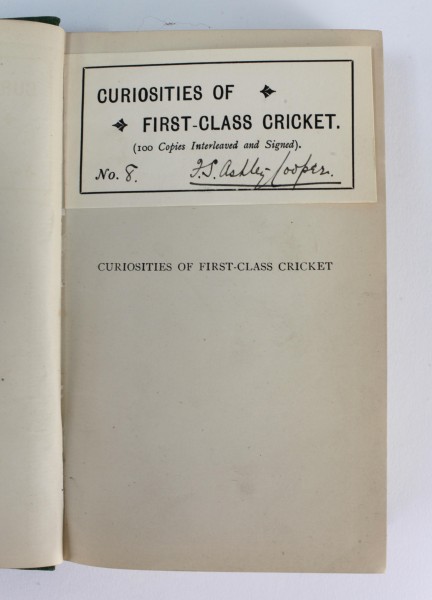 CURIOSITIES OF
FIRST-CLASS CRICKET.
(100 Copies Interleaved and Signed).
No. 8. F.S. Ashley-Cooper.
CURIOSITIES OF FIRST-CLASS CRICKET